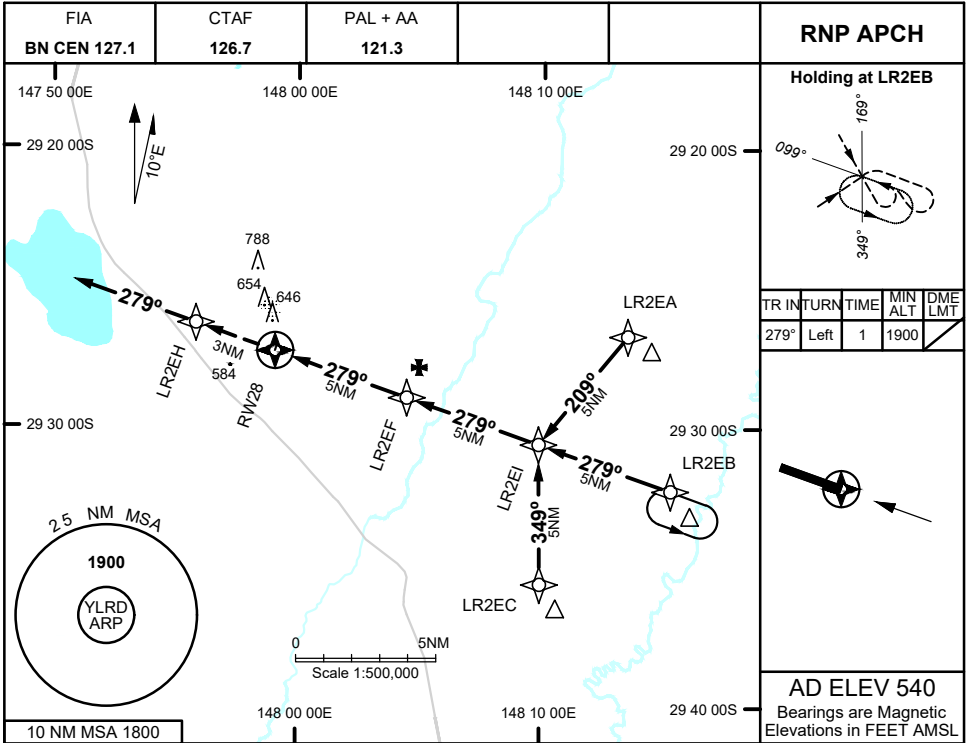 FIA
BN CEN 127.1
CTAF
126.7
PAL + AA
121.3
RNP APCH
147 50 00E
148 00 00E
148 10 00E
29 20 00S
29 20 00S
10°E
788
654
646
584
279°
3NM
LR2EH
RW28
279°
5NM
LR2EF
279°
5NM
LR2EI
LR2EA
209°
5NM
279°
5NM
LR2EB
349°
5NM
LR2EC
29 30 00S
29 30 00S
25 NM MSA
1900
YLRD
ARP
0 5NM
Scale 1:500,000
10 NM MSA 1800
148 00 00E
148 10 00E
29 40 00S
Holding at LR2EB
169°
099°
349°
TR IN TURN TIME MIN ALT DME LMT
279° Left 1 1900
AD ELEV 540
Bearings are Magnetic
Elevations in FEET AMSL